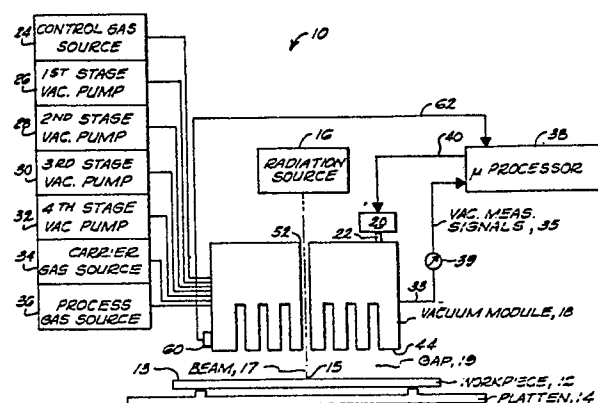 10
24
CONTROL GAS
SOURCE
26
1ST STAGE
VAC. PUMP
28
2ND STAGE
VAC. PUMP
30
3RD STAGE
VAC. PUMP
32
4TH STAGE
VAC PUMP
34
CARRIER
GAS SOURCE
36
PROCESS
GAS SOURCE
62
16
RADIATION
SOURCE
40
38
μ PROCESSOR
52
20
22
VAC. MEAS.
SIGNALS, 35
39
33
VACUUM MODULE, 18
60
44
GAP, 19
BEAM, 17
15
13
WORKPIECE, 12
PLATTEN, 14